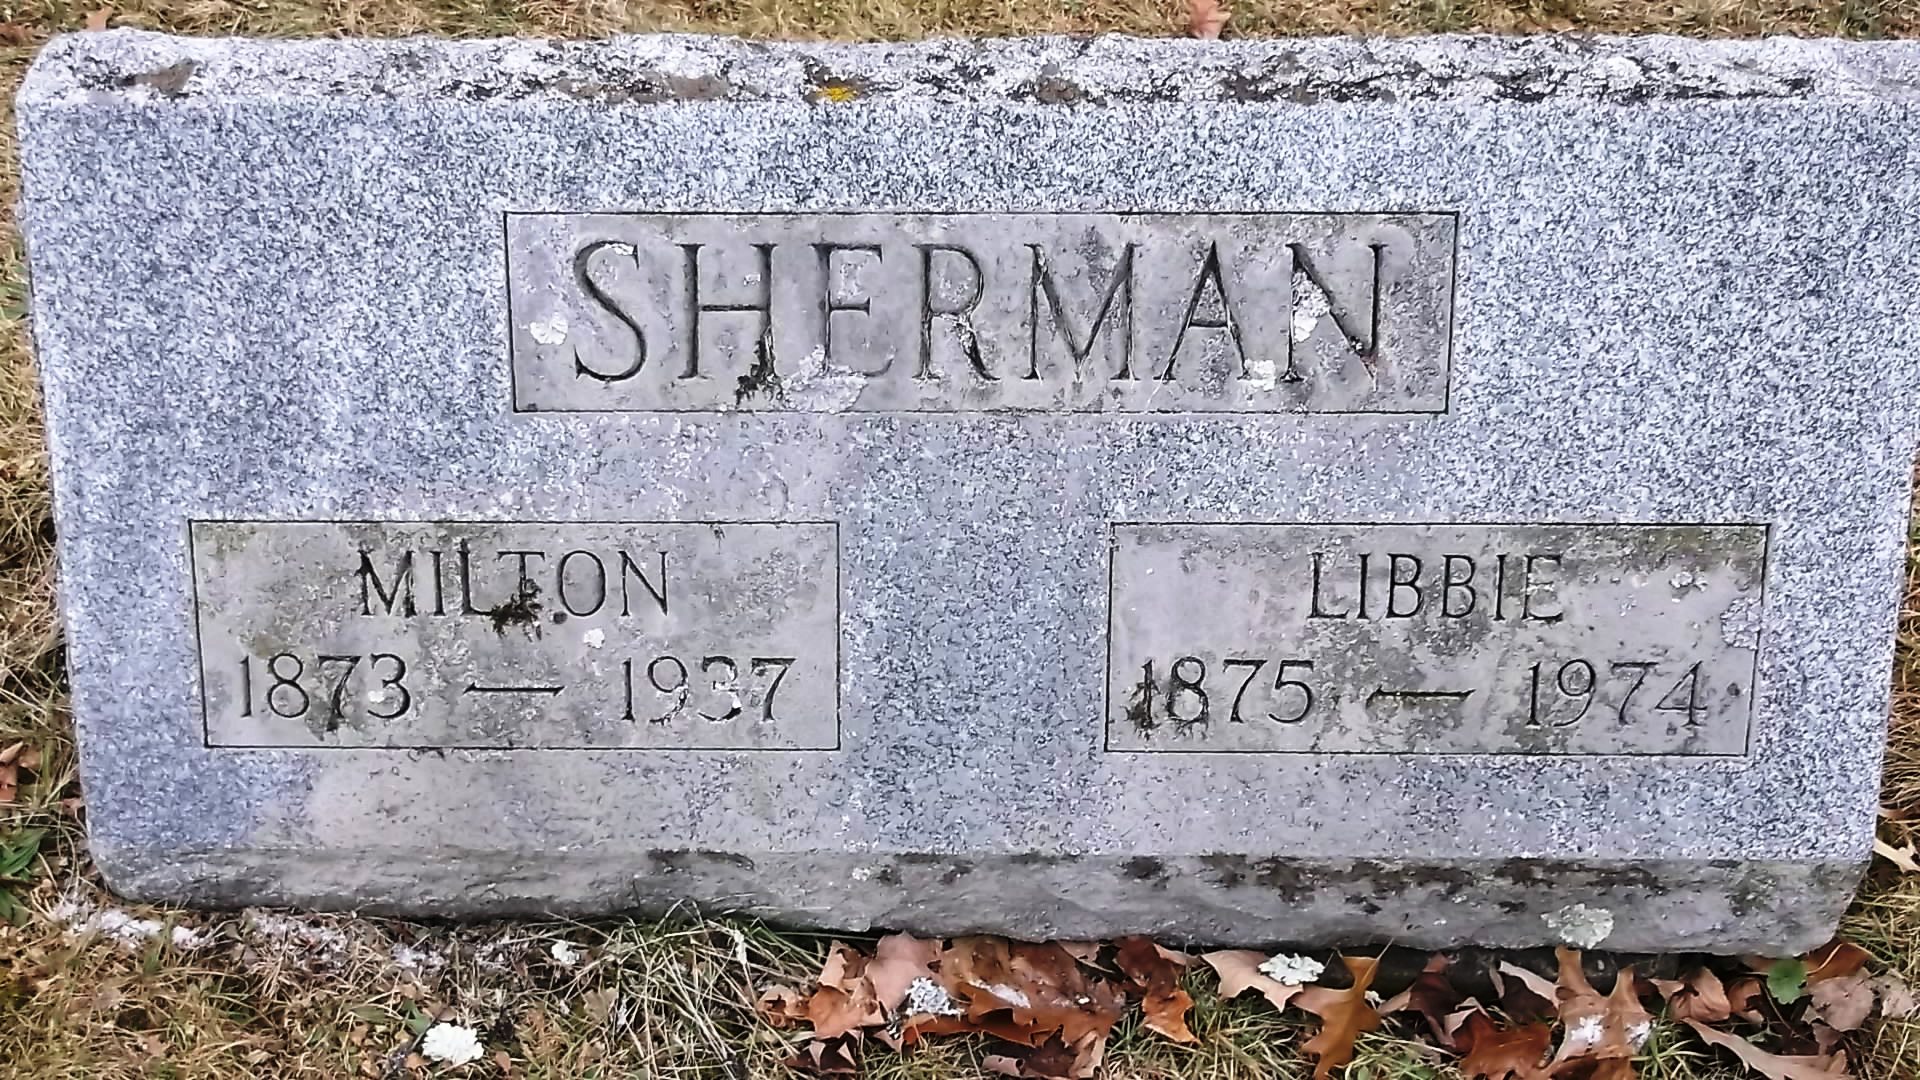 SHERMAN
MILTON
1873 — 1937
LIBBIE
1875 — 1974